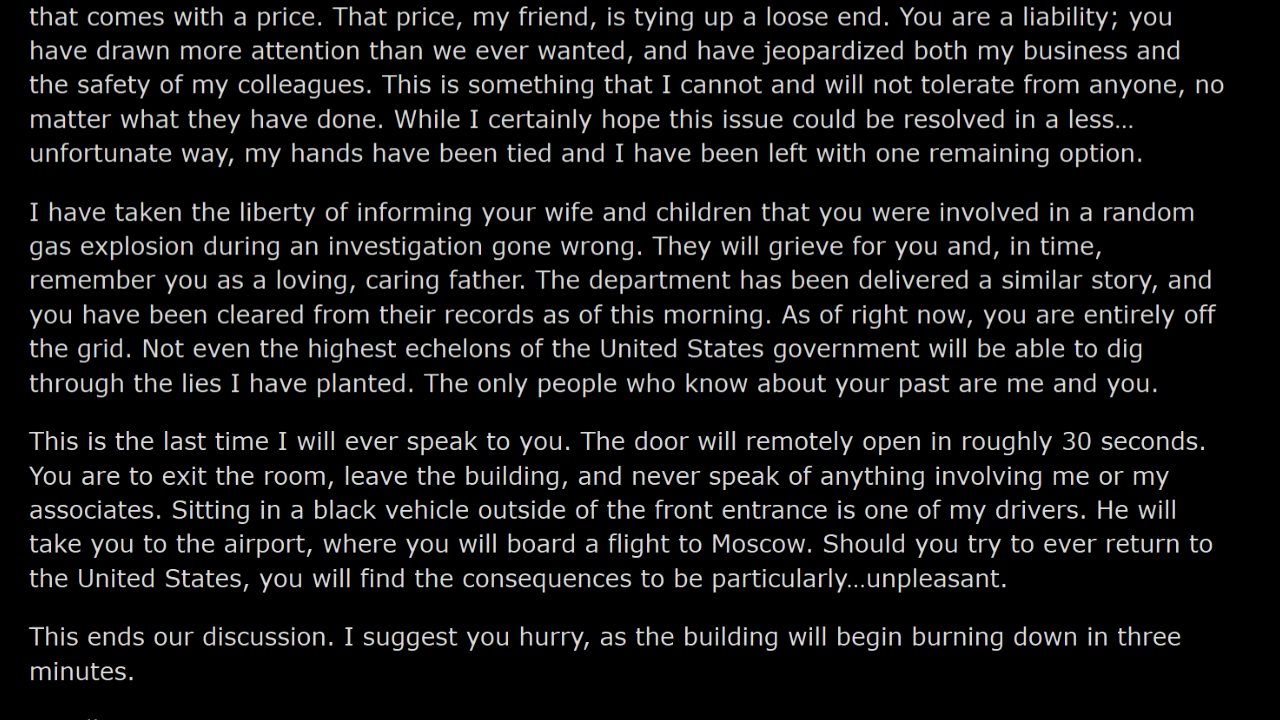 that comes with a price. That price, my friend, is tying up a loose end. You are a liability; you
have drawn more attention than we ever wanted, and have jeopardized both my business and
the safety of my colleagues. This is something that I cannot and will not tolerate from anyone, no
matter what they have done. While I certainly hope this issue could be resolved in a less…
unfortunate way, my hands have been tied and I have been left with one remaining option.
I have taken the liberty of informing your wife and children that you were involved in a random
gas explosion during an investigation gone wrong. They will grieve for you and, in time,
remember you as a loving, caring father. The department has been delivered a similar story, and
you have been cleared from their records as of this morning. As of right now, you are entirely off
the grid. Not even the highest echelons of the United States government will be able to dig
through the lies I have planted. The only people who know about your past are me and you.
This is the last time I will ever speak to you. The door will remotely open in roughly 30 seconds.
You are to exit the room, leave the building, and never speak of anything involving me or my
associates. Sitting in a black vehicle outside of the front entrance is one of my drivers. He will
take you to the airport, where you will board a flight to Moscow. Should you try to ever return to
the United States, you will find the consequences to be particularly…unpleasant.
This ends our discussion. I suggest you hurry, as the building will begin burning down in three
minutes.